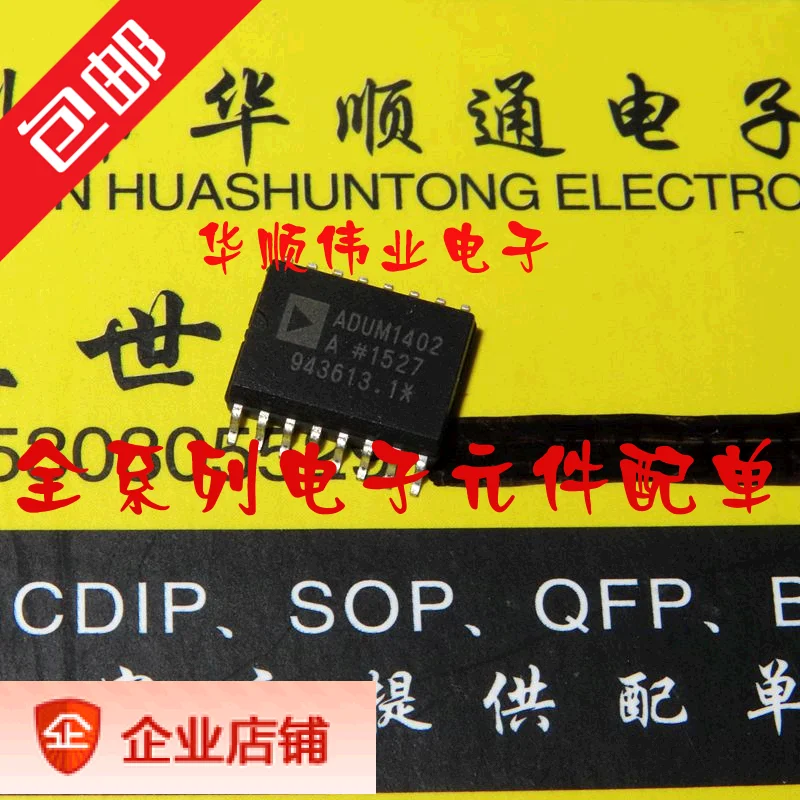 包邮
华顺通电子
N HUASHUNTONG ELECTRO
华顺伟业电子
世
ADUM1402
A #1527
943613.1*
全系列电子元件配单
CDIP、SOP、QFP、B
提供配单
企 企业店铺